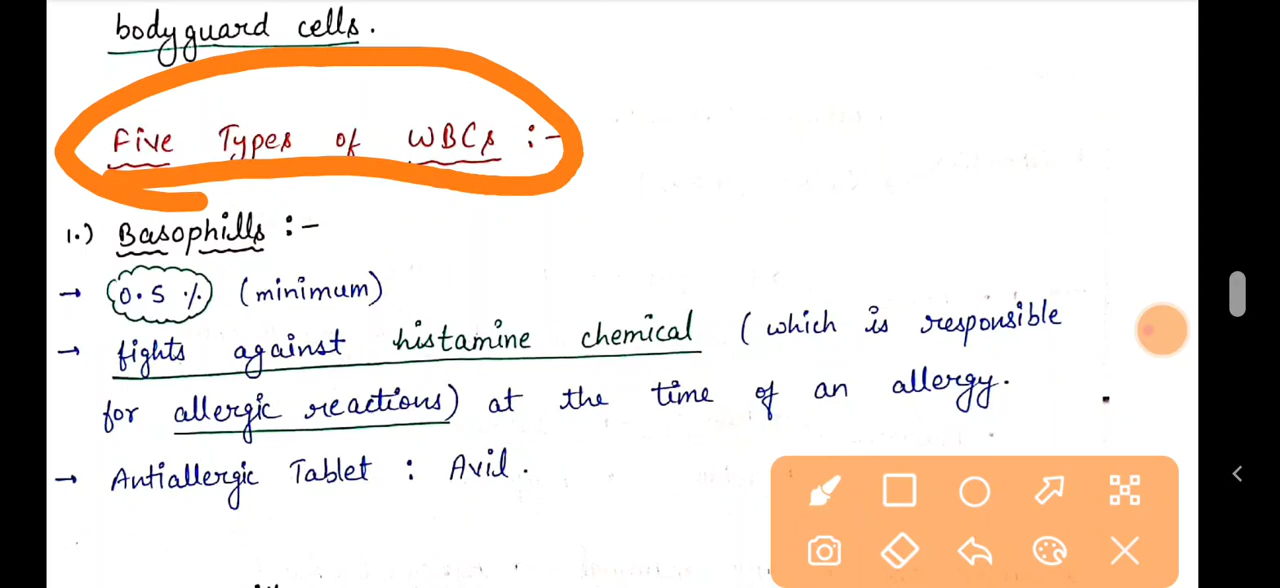 bodyguard cells.
Five Types of WBCs :-
1.) Basophills :-
→ 0.5 % (minimum)
→ fights against histamine chemical (which is responsible
for allergic reactions) at the time of an allergy.
→ Antiallergic Tablet : Avil.